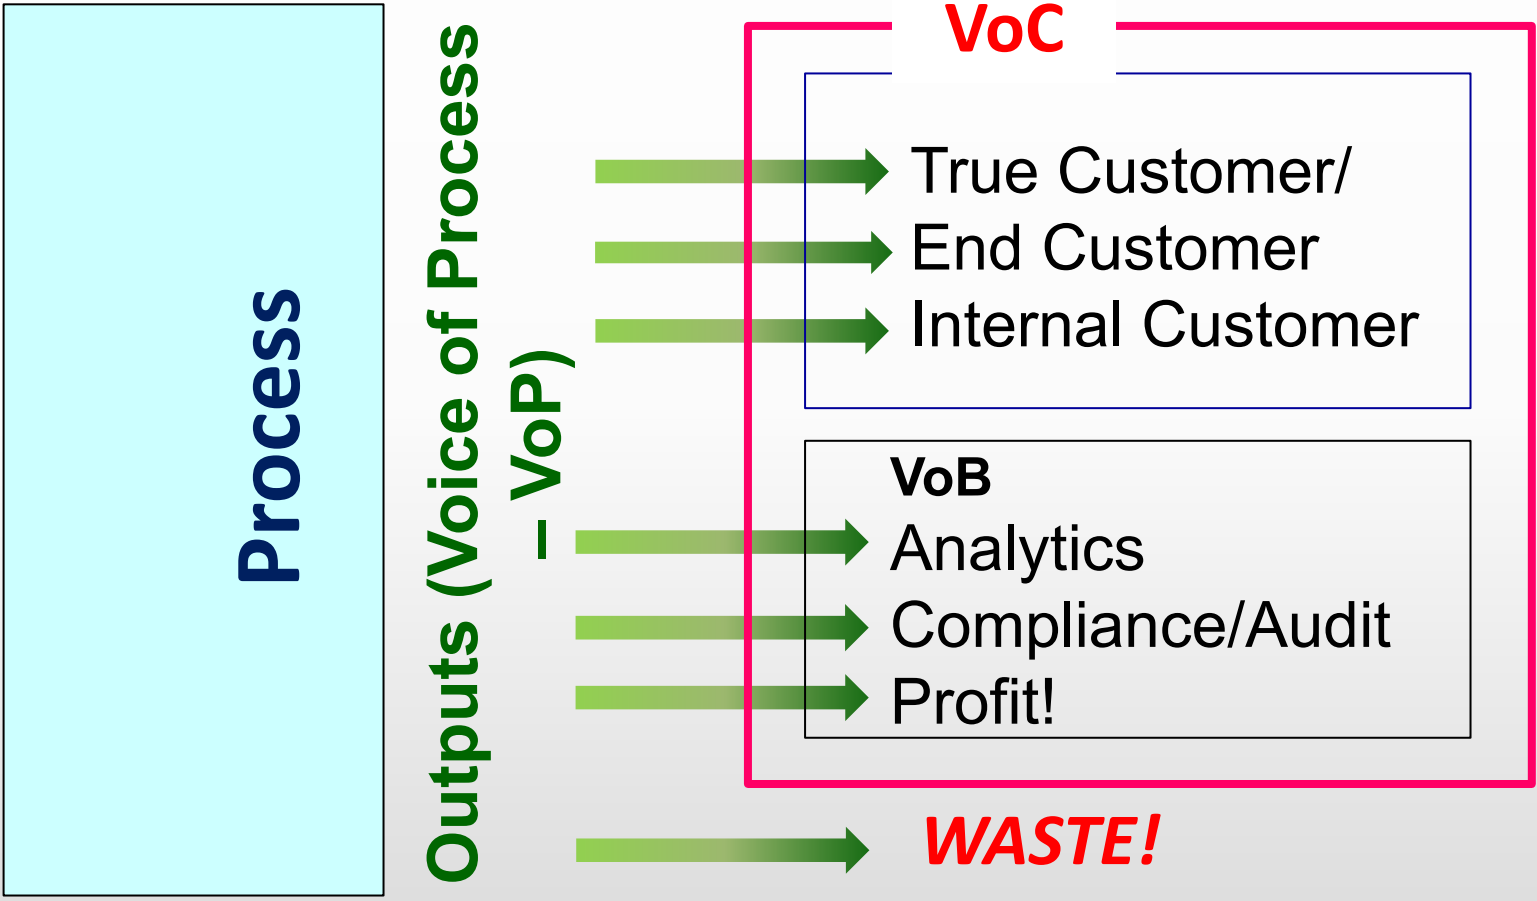 Process
Outputs (Voice of Process
– VoP)
VoC
True Customer/
End Customer
Internal Customer
VoB
Analytics
Compliance/Audit
Profit!
WASTE!